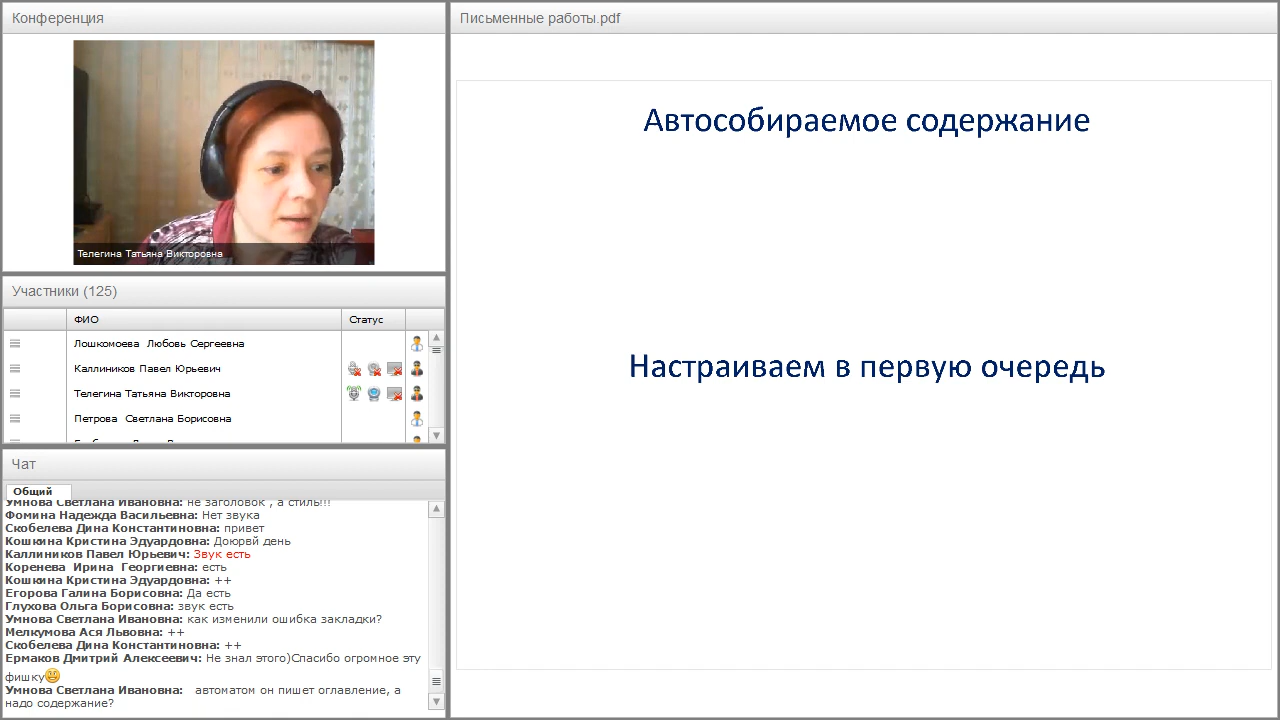 Конференция
Телегина Татьяна Викторовна
Участники (125)
ФИО Статус
Лошкомоева Любовь Сергеевна
Каллиников Павел Юрьевич
Телегина Татьяна Викторовна
Петрова Светлана Борисовна
Чат
Общий
Умнова Светлана Ивановна: не заголовок , а стиль!!!
Фомина Надежда Васильевна: Нет звука
Скобелева Дина Константиновна: привет
Кошкина Кристина Эдуардовна: Доюрвй день
Каллиников Павел Юрьевич: Звук есть
Коренева Ирина Георгиевна: есть
Кошкина Кристина Эдуардовна: ++
Егорова Галина Борисовна: Да есть
Глухова Ольга Борисовна: звук есть
Умнова Светлана Ивановна: как изменили ошибка закладки?
Мелкумова Ася Львовна: ++
Скобелева Дина Константиновна: ++
Ермаков Дмитрий Алексеевич: Не знал этого)Спасибо огромное эту
фишку
Умнова Светлана Ивановна: автоматом он пишет оглавление, а
надо содержание?
Письменные работы.pdf
Автособираемое содержание
Настраиваем в первую очередь